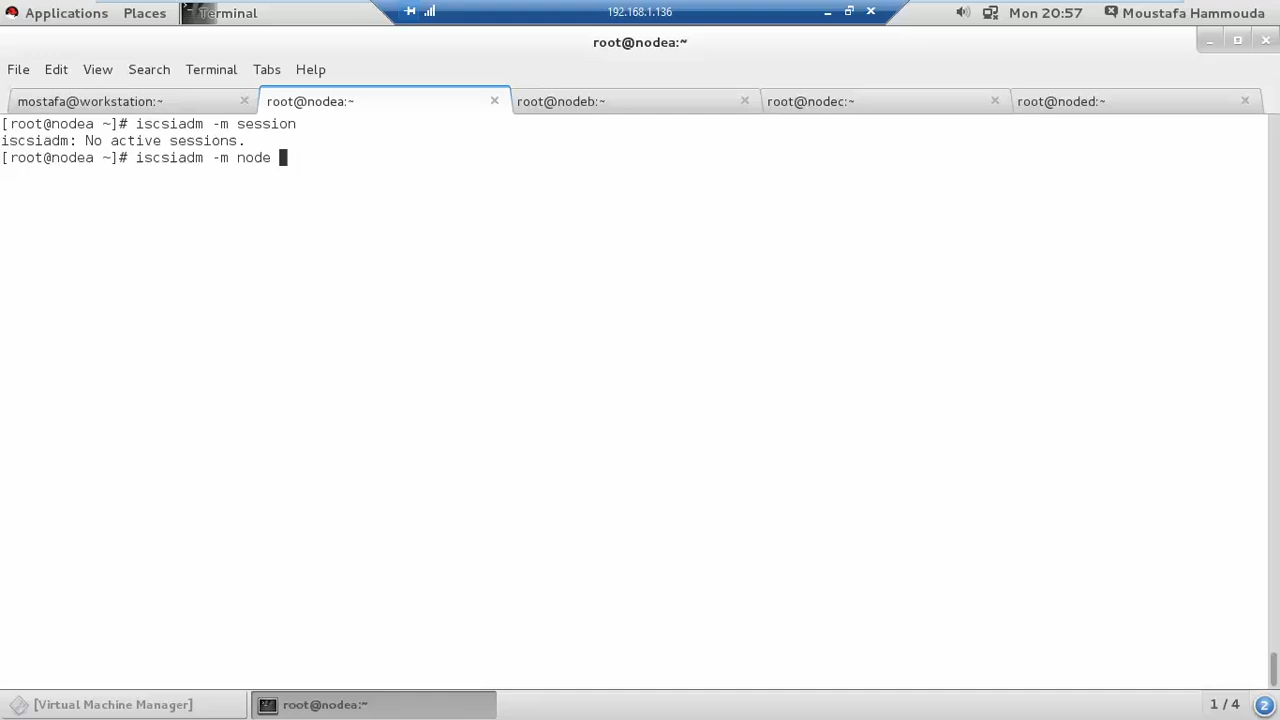 Applications Places Terminal 192.168.1.136 Mon 20:57 Moustafa Hammouda
root@nodea:~
File Edit View Search Terminal Tabs Help
mostafa@workstation:~ root@nodea:~ root@nodeb:~ root@nodec:~ root@noded:~
[root@nodea ~]# iscsiadm -m session
iscsiadm: No active sessions.
[root@nodea ~]# iscsiadm -m node
[Virtual Machine Manager] root@nodea:~ 1 / 4 2